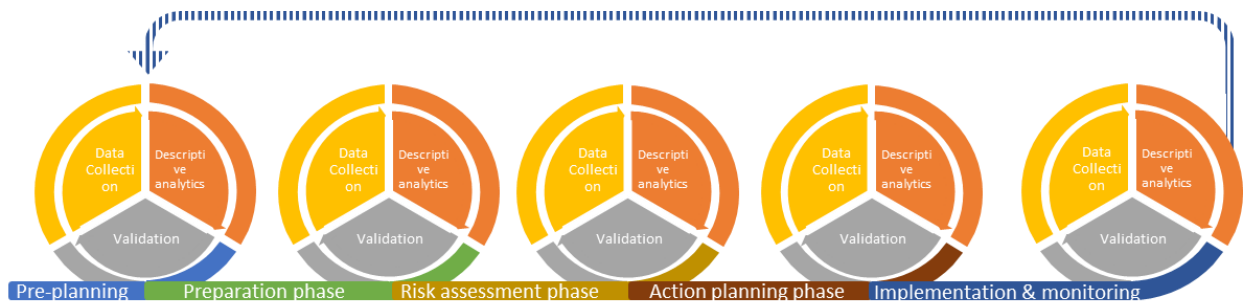 Data
Collecti
on
Descripti
ve
analytics
Validation
Data
Collecti
on
Descripti
ve
analytics
Validation
Data
Collecti
on
Descripti
ve
analytics
Validation
Data
Collecti
on
Descripti
ve
analytics
Validation
Data
Collecti
on
Descripti
ve
analytics
Validation
Pre-planning
Preparation phase
Risk assessment phase
Action planning phase
Implementation & monitoring